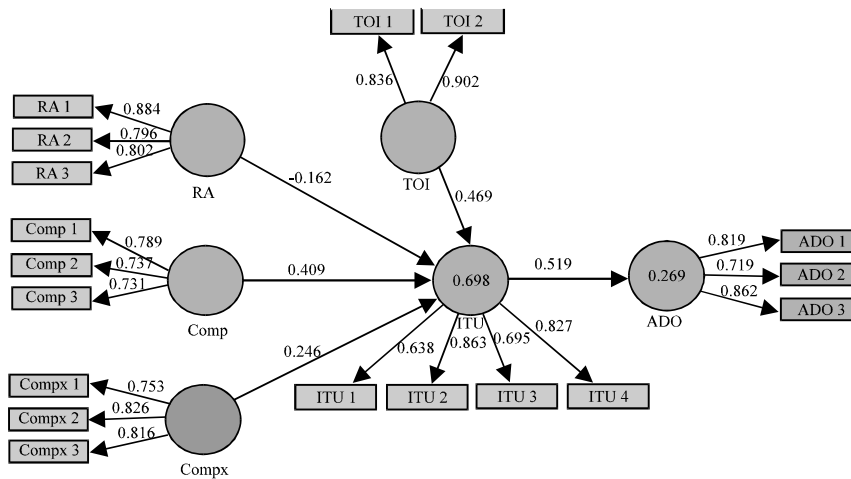 TOI 1 TOI 2
0.836 0.902
TOI
RA 1 0.884
RA 2 0.796
RA 3 0.802
RA
-0.162
0.469
Comp 1 0.789
Comp 2 0.737
Comp 3 0.731
Comp
0.409
0.698
ITU
0.519
0.269
ADO
0.819 ADO 1
0.719 ADO 2
0.862 ADO 3
0.246
0.638 0.863 0.695 0.827
ITU 1 ITU 2 ITU 3 ITU 4
Compx 1 0.753
Compx 2 0.826
Compx 3 0.816
Compx